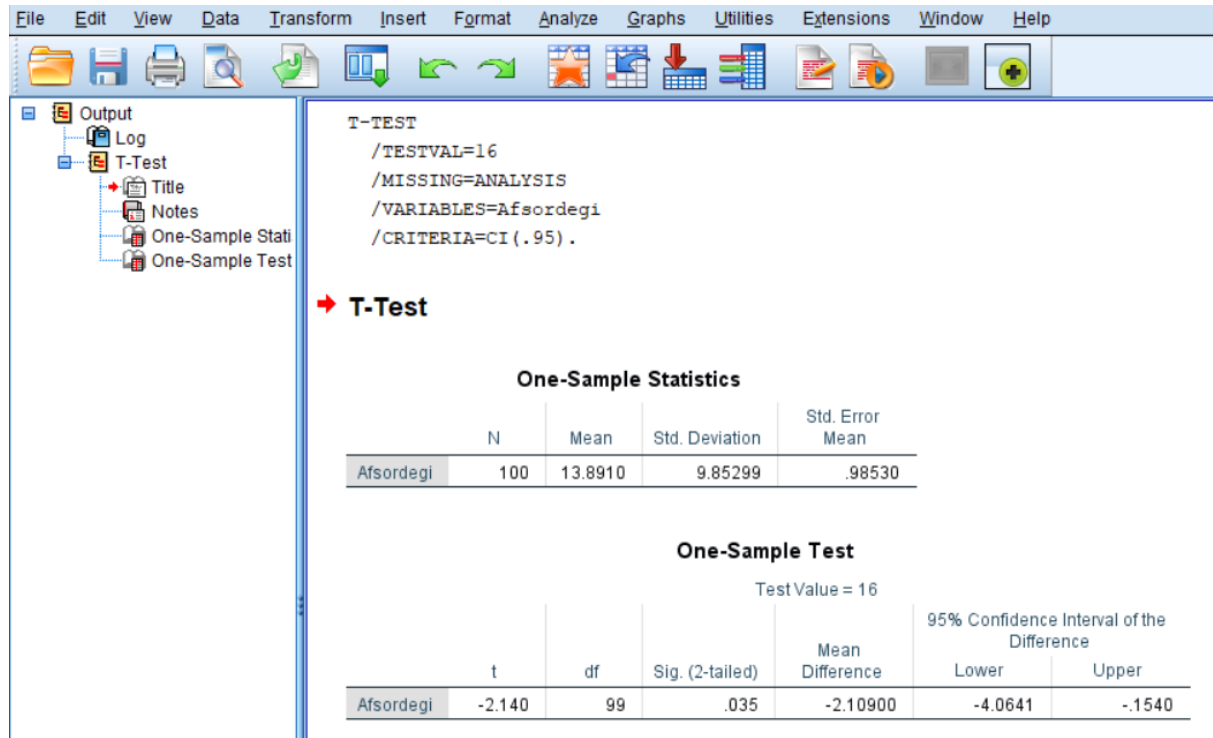 File Edit View Data Transform Insert Format Analyze Graphs Utilities Extensions Window Help
Output
Log
T-Test
Title
Notes
One-Sample Stati
One-Sample Test
T-TEST
/TESTVAL=16
/MISSING=ANALYSIS
/VARIABLES=Afsordegi
/CRITERIA=CI(.95).
T-Test
One-Sample Statistics
N Mean Std. Deviation Std. Error Mean
Afsordegi 100 13.8910 9.85299 .98530
One-Sample Test
Test Value = 16
95% Confidence Interval of the Difference
t df Sig. (2-tailed) Mean Difference Lower Upper
Afsordegi -2.140 99 .035 -2.10900 -4.0641 -.1540